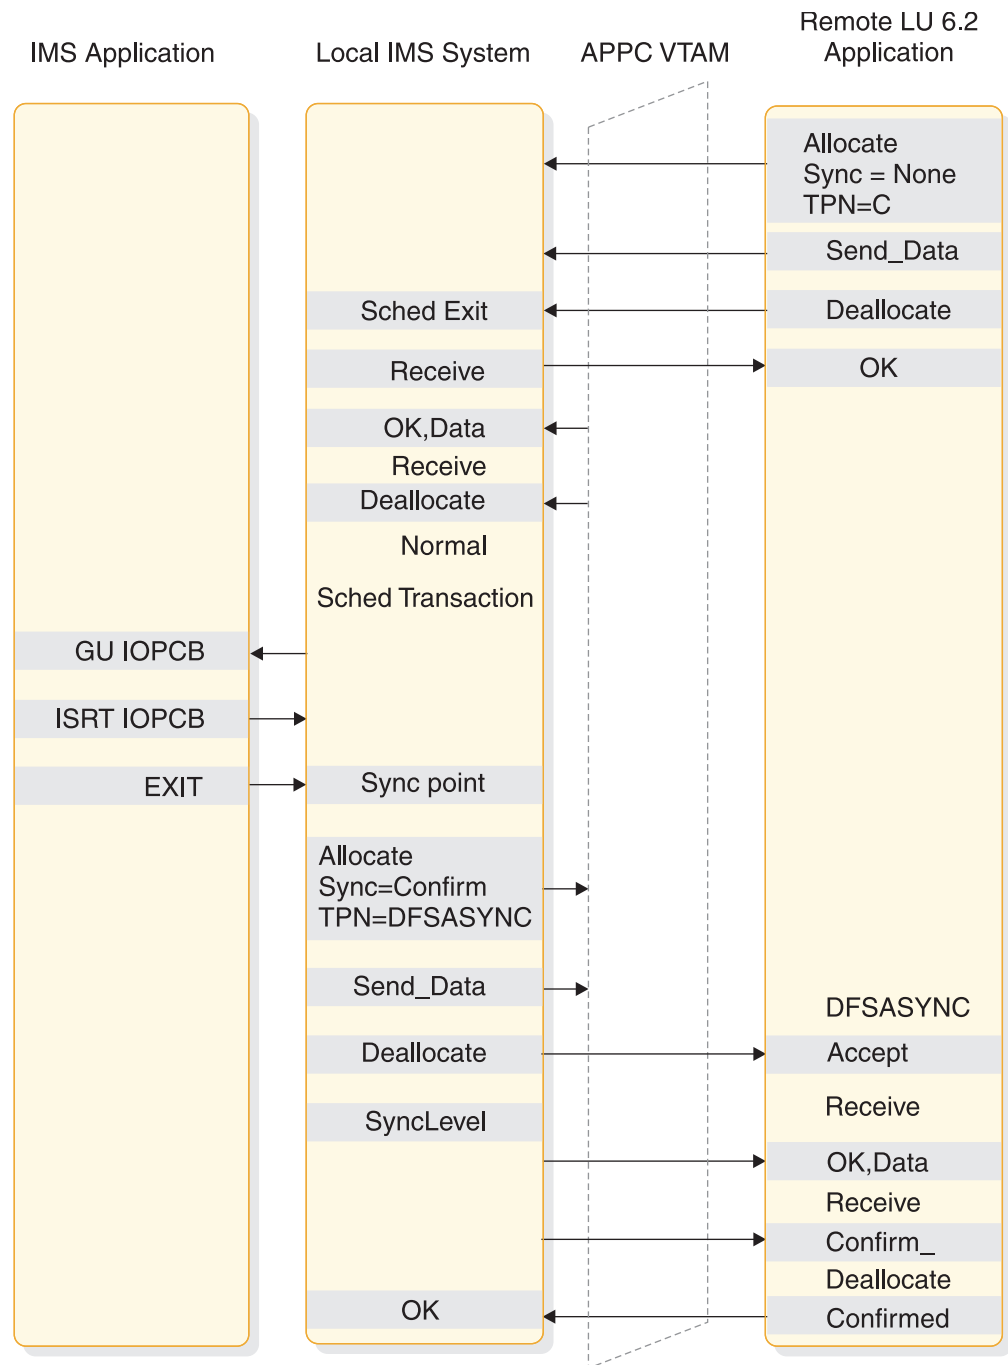 IMS Application
Local IMS System
APPC VTAM
Remote LU 6.2
Application
Allocate
Sync = None
TPN=C
Send_Data
Sched Exit
Deallocate
Receive
OK
OK,Data
Receive
Deallocate
Normal
Sched Transaction
GU IOPCB
ISRT IOPCB
EXIT
Sync point
Allocate
Sync=Confirm
TPN=DFSASYNC
Send_Data
DFSASYNC
Deallocate
Accept
Receive
SyncLevel
OK,Data
Receive
Confirm_
Deallocate
OK
Confirmed